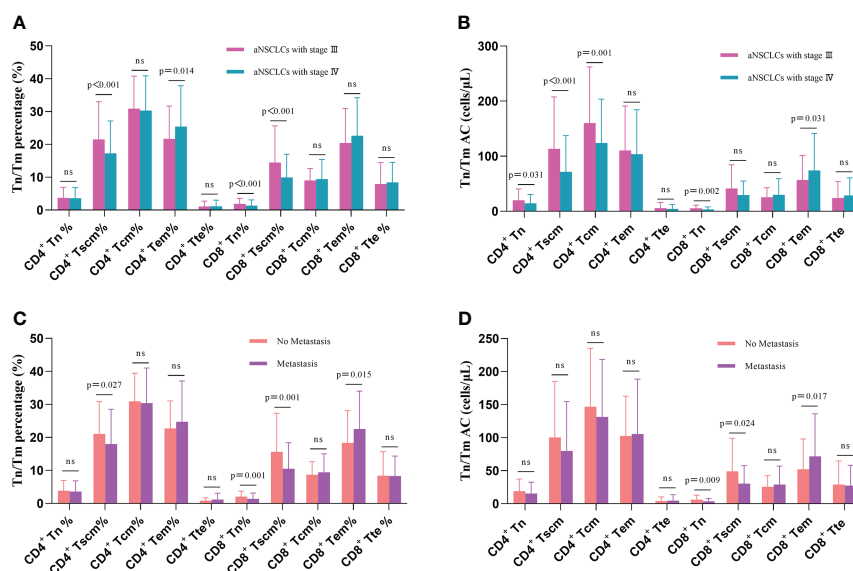 A
Tn/Tm percentage (%)
50
40
30
20
10
0
aNSCLCs with stage Ⅲ
aNSCLCs with stage Ⅳ
ns
p<0.001
ns
p=0.014
ns
p<0.001
p<0.001
ns
ns
ns
CD4+ Tn %
CD4+ Tscm%
CD4+ Tcm%
CD4+ Tem%
CD4+ Tte%
CD8+ Tn%
CD8+ Tscm%
CD8+ Tcm%
CD8+ Tem%
CD8+ Tte %
B
Tn/Tm AC (cells/μL)
300
200
100
0
aNSCLCs with stage Ⅲ
aNSCLCs with stage Ⅳ
p=0.031
p<0.001
p=0.001
ns
ns
p=0.002
ns
ns
p=0.031
ns
CD4+ Tn
CD4+ Tscm
CD4+ Tcm
CD4+ Tem
CD4+ Tte
CD8+ Tn
CD8+ Tscm
CD8+ Tcm
CD8+ Tem
CD8+ Tte
C
Tn/Tm percentage (%)
50
40
30
20
10
0
No Metastasis
Metastasis
ns
p=0.027
ns
ns
ns
p=0.001
p=0.001
ns
p=0.015
ns
CD4+ Tn %
CD4+ Tscm%
CD4+ Tcm%
CD4+ Tem%
CD4+ Tte%
CD8+ Tn%
CD8+ Tscm%
CD8+ Tcm%
CD8+ Tem%
CD8+ Tte %
D
Tn/Tm AC (cells/μL)
250
200
150
100
50
0
No Metastasis
Metastasis
ns
ns
ns
ns
ns
p=0.009
p=0.024
ns
p=0.017
ns
CD4+ Tn
CD4+ Tscm
CD4+ Tcm
CD4+ Tem
CD4+ Tte
CD8+ Tn
CD8+ Tscm
CD8+ Tcm
CD8+ Tem
CD8+ Tte